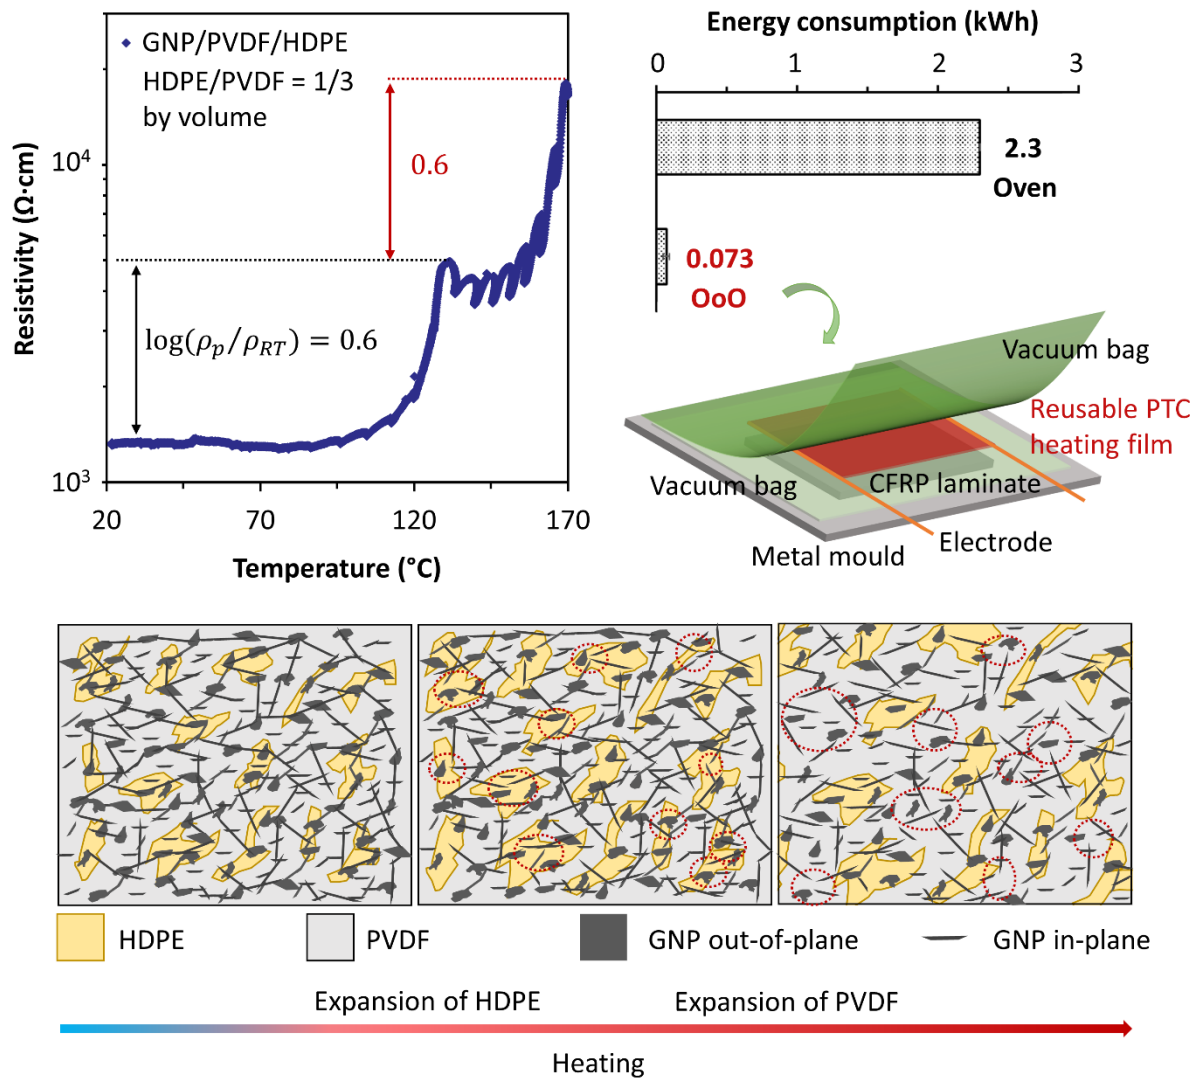 GNP/PVDF/HDPE
HDPE/PVDF = 1/3
by volume
Resistivity (Ω·cm)
10⁴
10³
0.6
log(ρₚ/ρ_RT) = 0.6
20 70 120 170
Temperature (°C)
Energy consumption (kWh)
0 1 2 3
2.3
Oven
0.073
OoO
Vacuum bag
Reusable PTC
heating film
Vacuum bag
CFRP laminate
Electrode
Metal mould
HDPE
PVDF
GNP out-of-plane
GNP in-plane
Expansion of HDPE
Expansion of PVDF
Heating